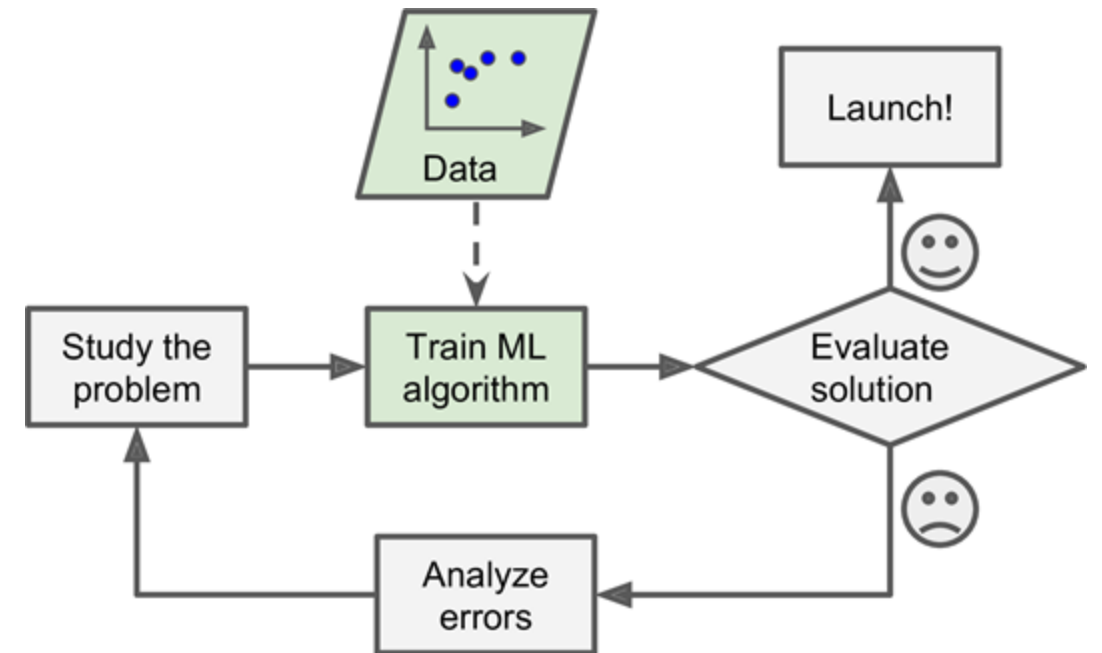 Data
Launch!
Study the
problem
Train ML
algorithm
Evaluate
solution
Analyze
errors